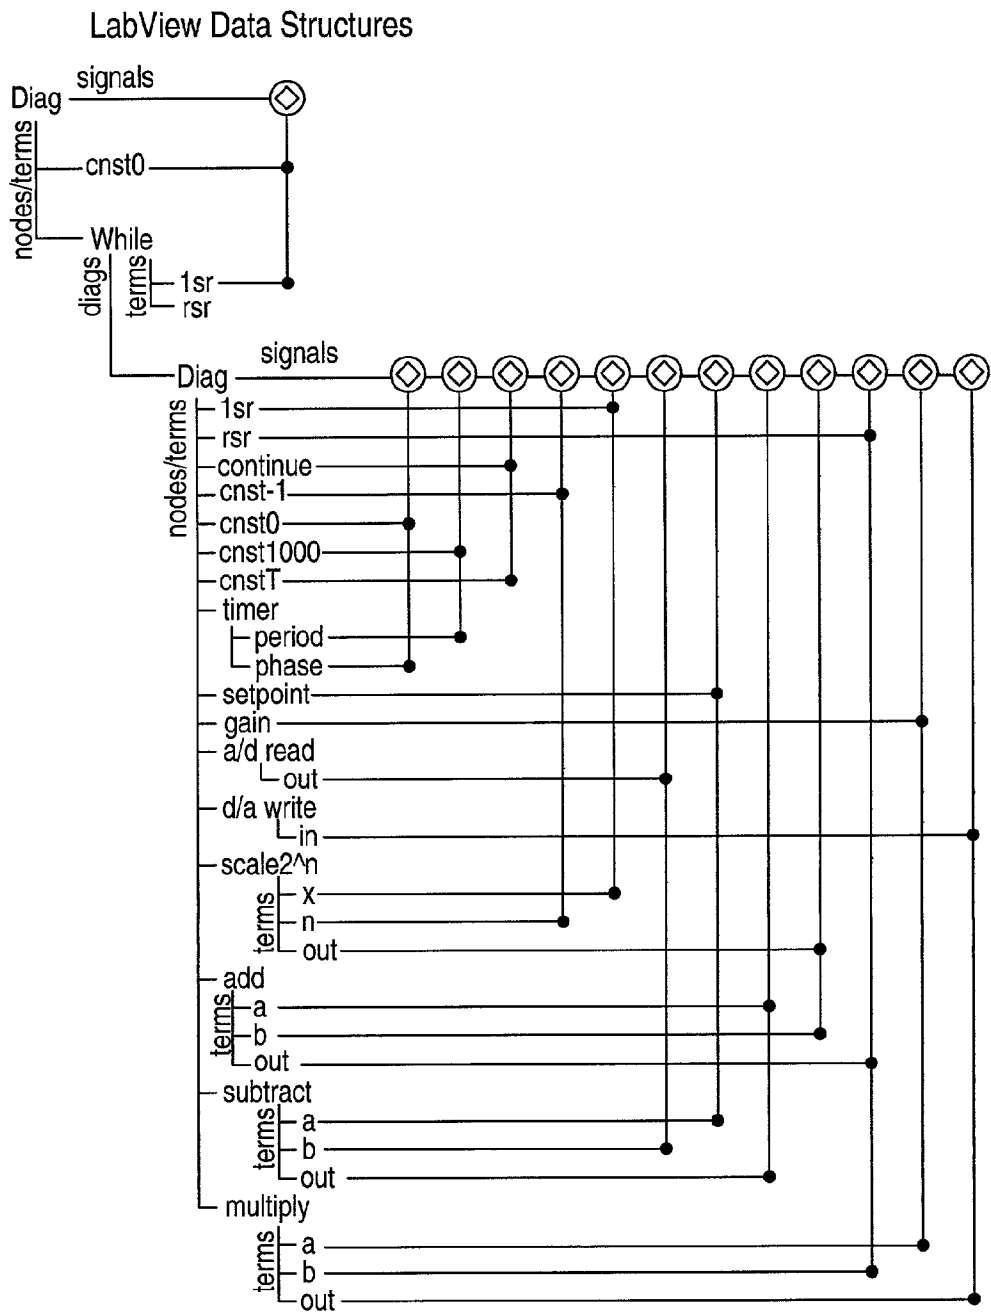 LabView Data Structures
signals
Diag
nodes/terms
cnst0
While
diags
terms
1sr
rsr
signals
Diag
nodes/terms
1sr
rsr
continue
cnst-1
cnst0
cnst1000
cnstT
timer
period
phase
setpoint
gain
a/d read
out
d/a write
in
scale2^n
terms
x
n
out
add
terms
a
b
out
subtract
terms
a
b
out
multiply
terms
a
b
out